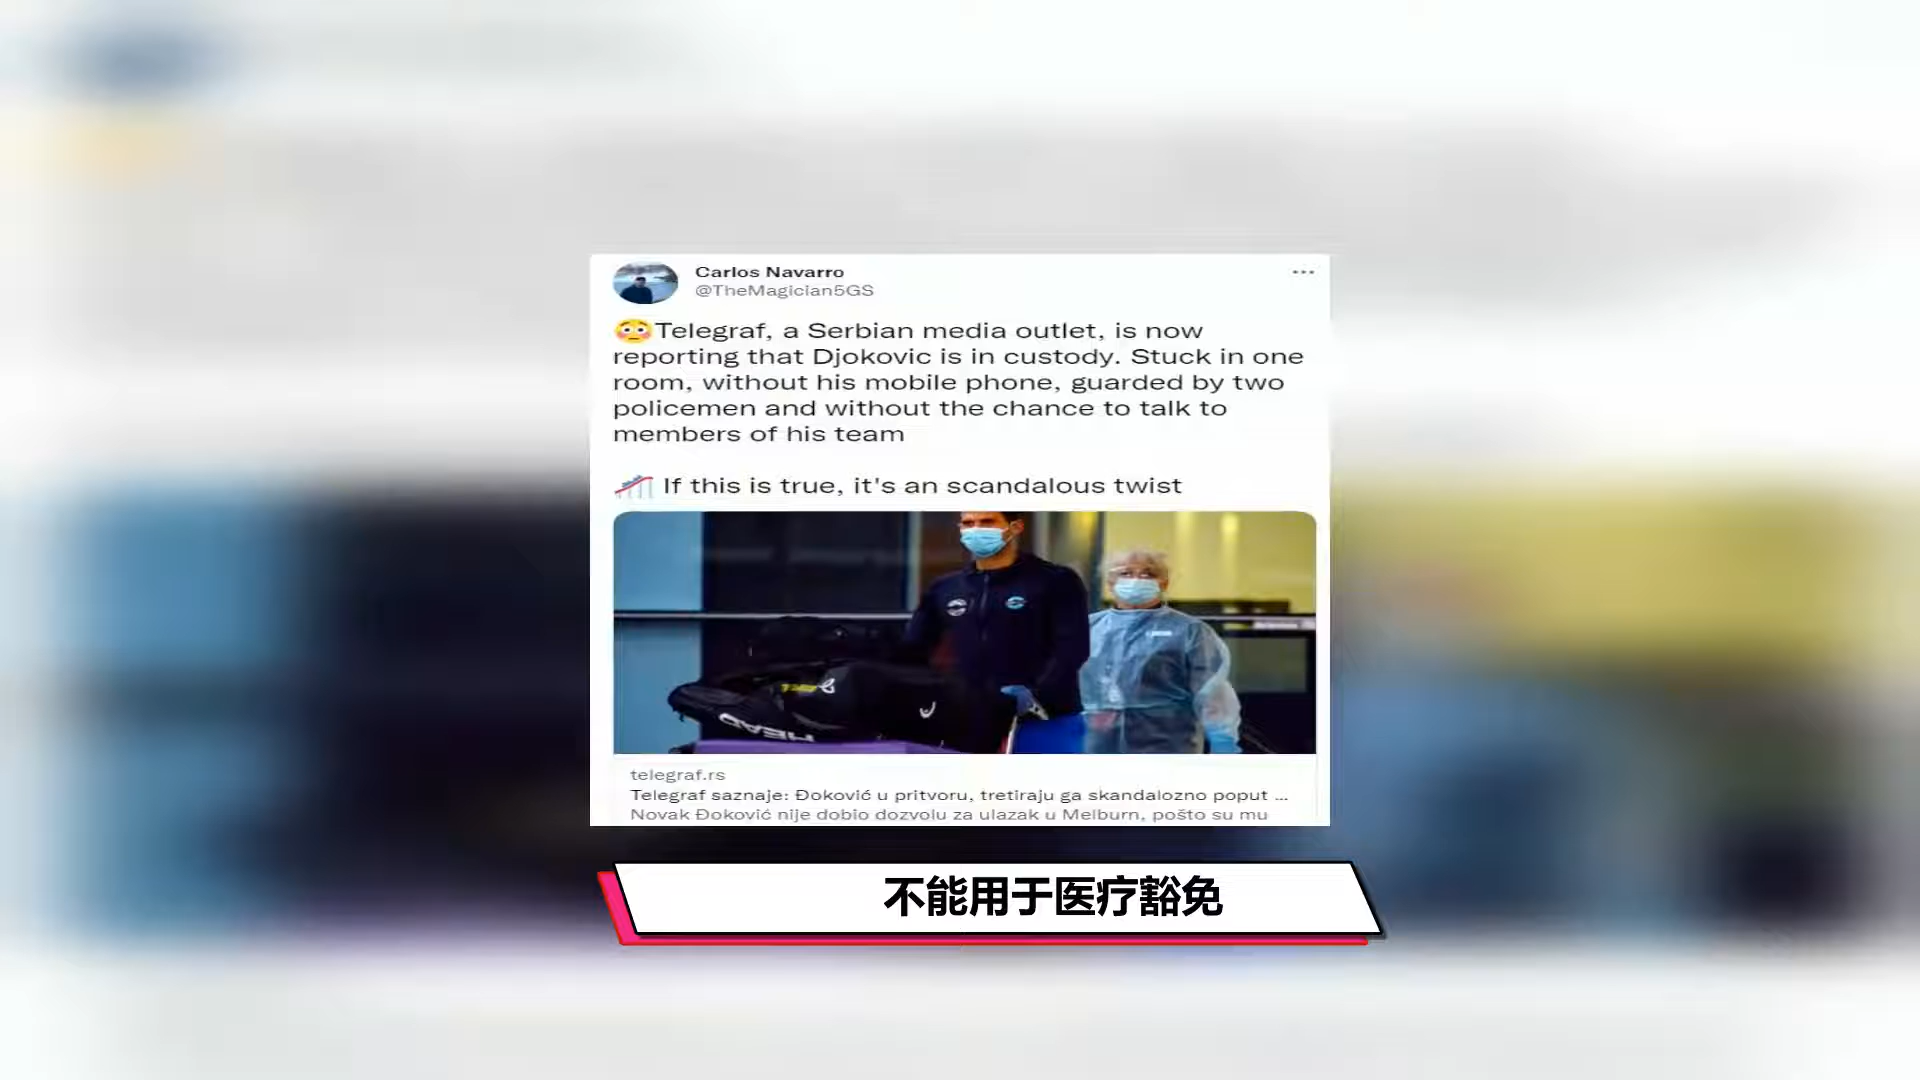 Carlos Navarro
@TheMagician5GS
Telegraf, a Serbian media outlet, is now
reporting that Djokovic is in custody. Stuck in one
room, without his mobile phone, guarded by two
policemen and without the chance to talk to
members of his team
If this is true, it's an scandalous twist
HEAD
telegraf.rs
Telegraf saznaje: Đoković u pritvoru, tretiraju ga skandalozno poput ...
Novak Đoković nije dobio dozvolu za ulazak u Melburn, pošto su mu
不能用于医疗豁免